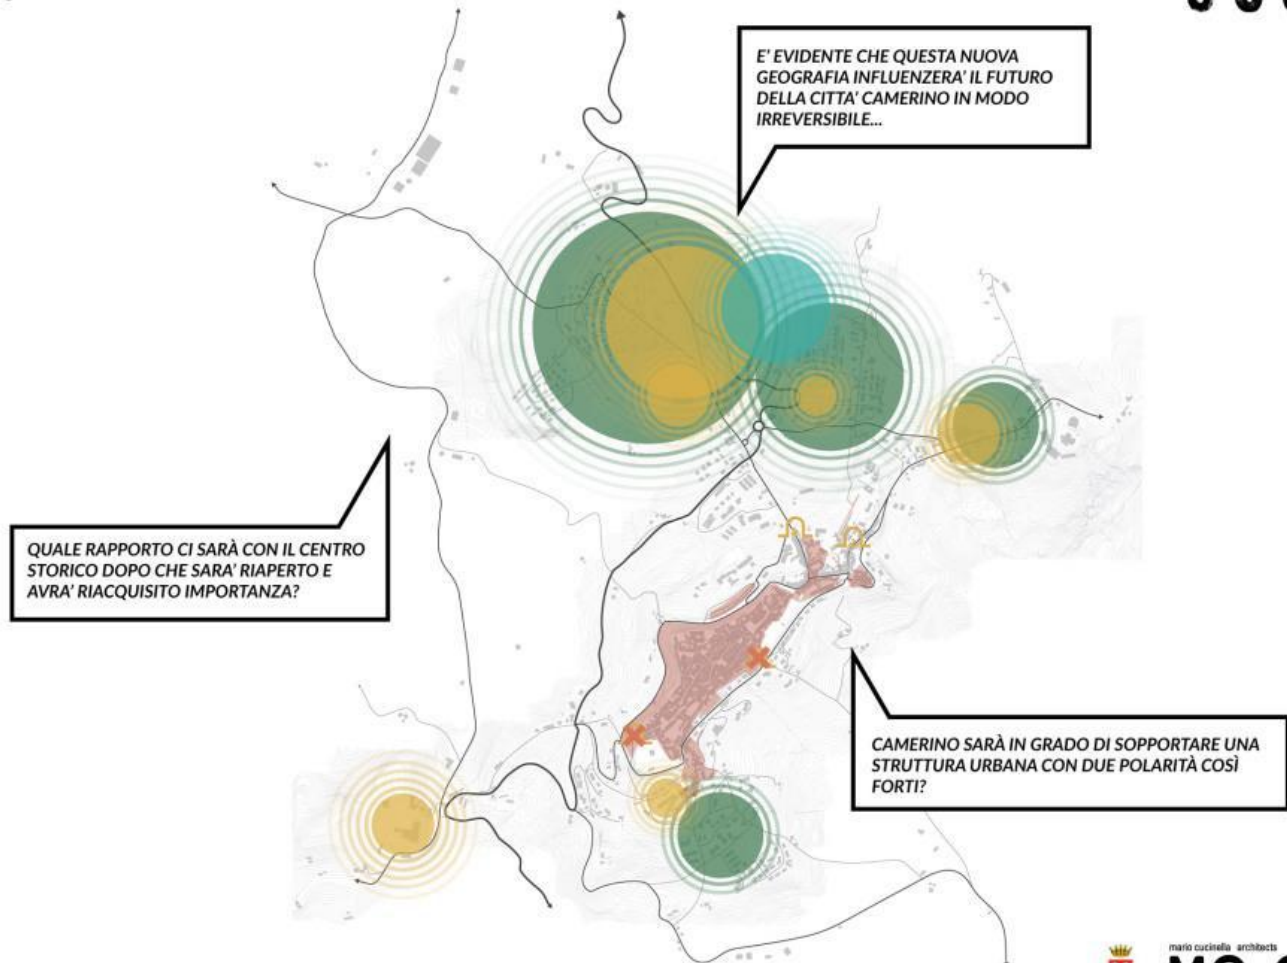 E' EVIDENTE CHE QUESTA NUOVA
GEOGRAFIA INFLUENZERA' IL FUTURO
DELLA CITTA' CAMERINO IN MODO
IRREVERSIBILE...
QUALE RAPPORTO CI SARÀ CON IL CENTRO
STORICO DOPO CHE SARA' RIAPERTO E
AVRA' RIACQUISITO IMPORTANZA?
CAMERINO SARÀ IN GRADO DI SOPPORTARE UNA
STRUTTURA URBANA CON DUE POLARITÀ COSÌ
FORTI?
mario cucinella architects